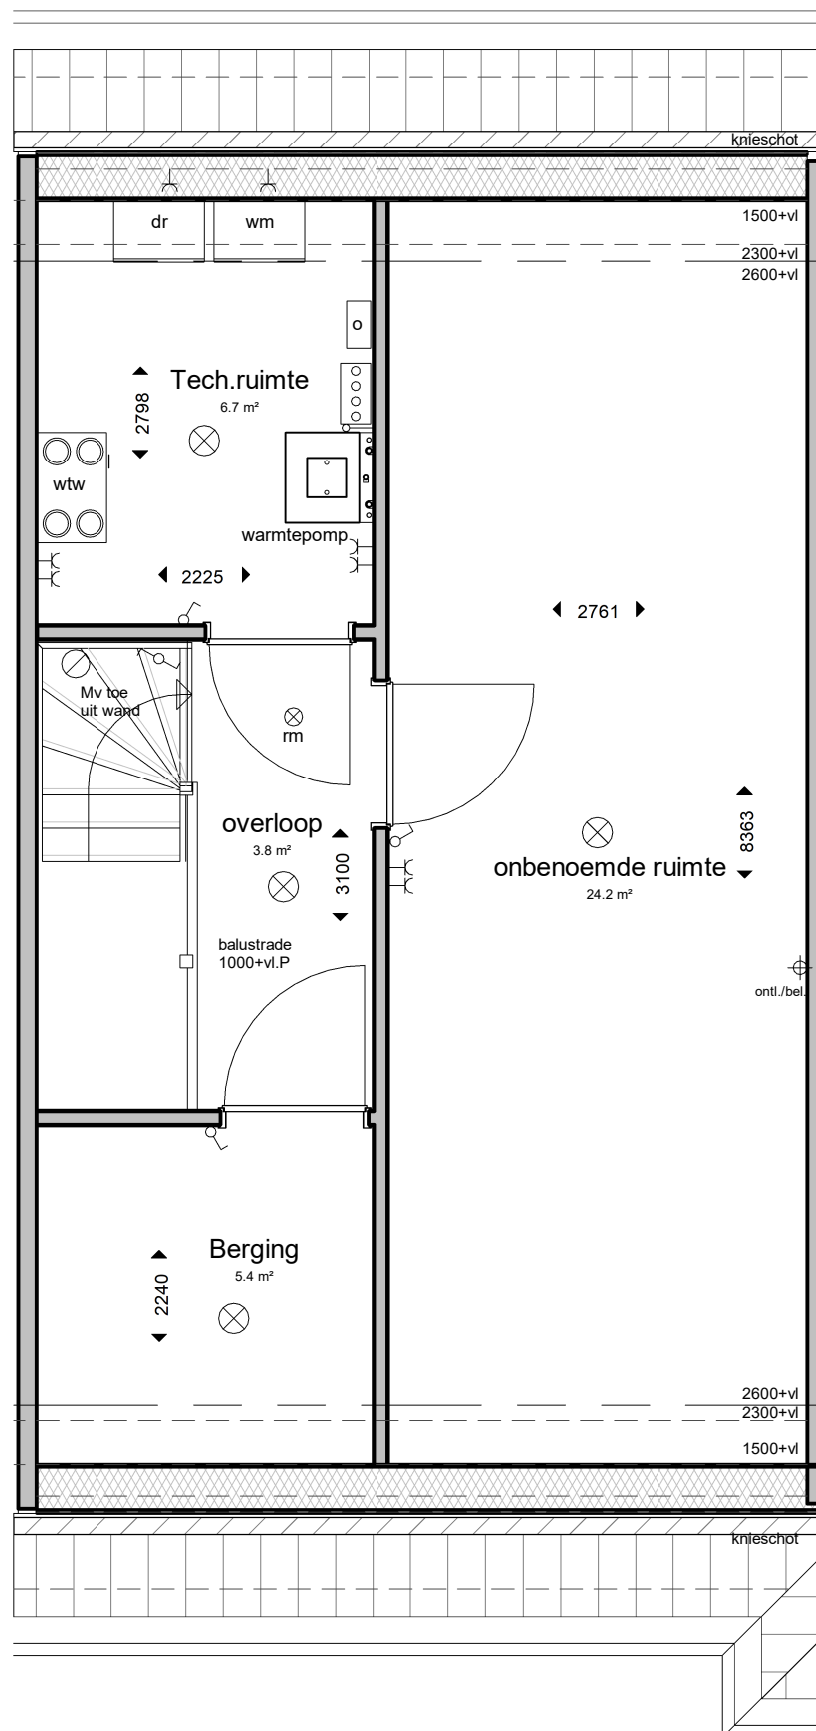 knieschot
1500+vl
2300+vl
2600+vl
dr
wm
o
Tech.ruimte
6.7 m²
2798
wtw
warmtepomp
2225
2761
Mv toe
uit wand
rm
overloop
3.8 m²
3100
balustrade
1000+vl.P
onbenoemde ruimte
24.2 m²
8363
ontl./bel.
Berging
5.4 m²
2240
2600+vl
2300+vl
1500+vl
knieschot